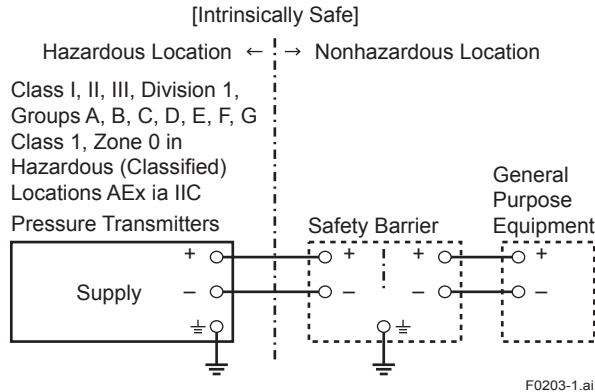 [Intrinsically Safe]
Hazardous Location ← → Nonhazardous Location
Class I, II, III, Division 1,
Groups A, B, C, D, E, F, G
Class 1, Zone 0 in
Hazardous (Classified)
Locations AEx ia IIC
General
Purpose
Equipment
Pressure Transmitters
Safety Barrier
+ + + +
Supply
– – – –
F0203-1.ai